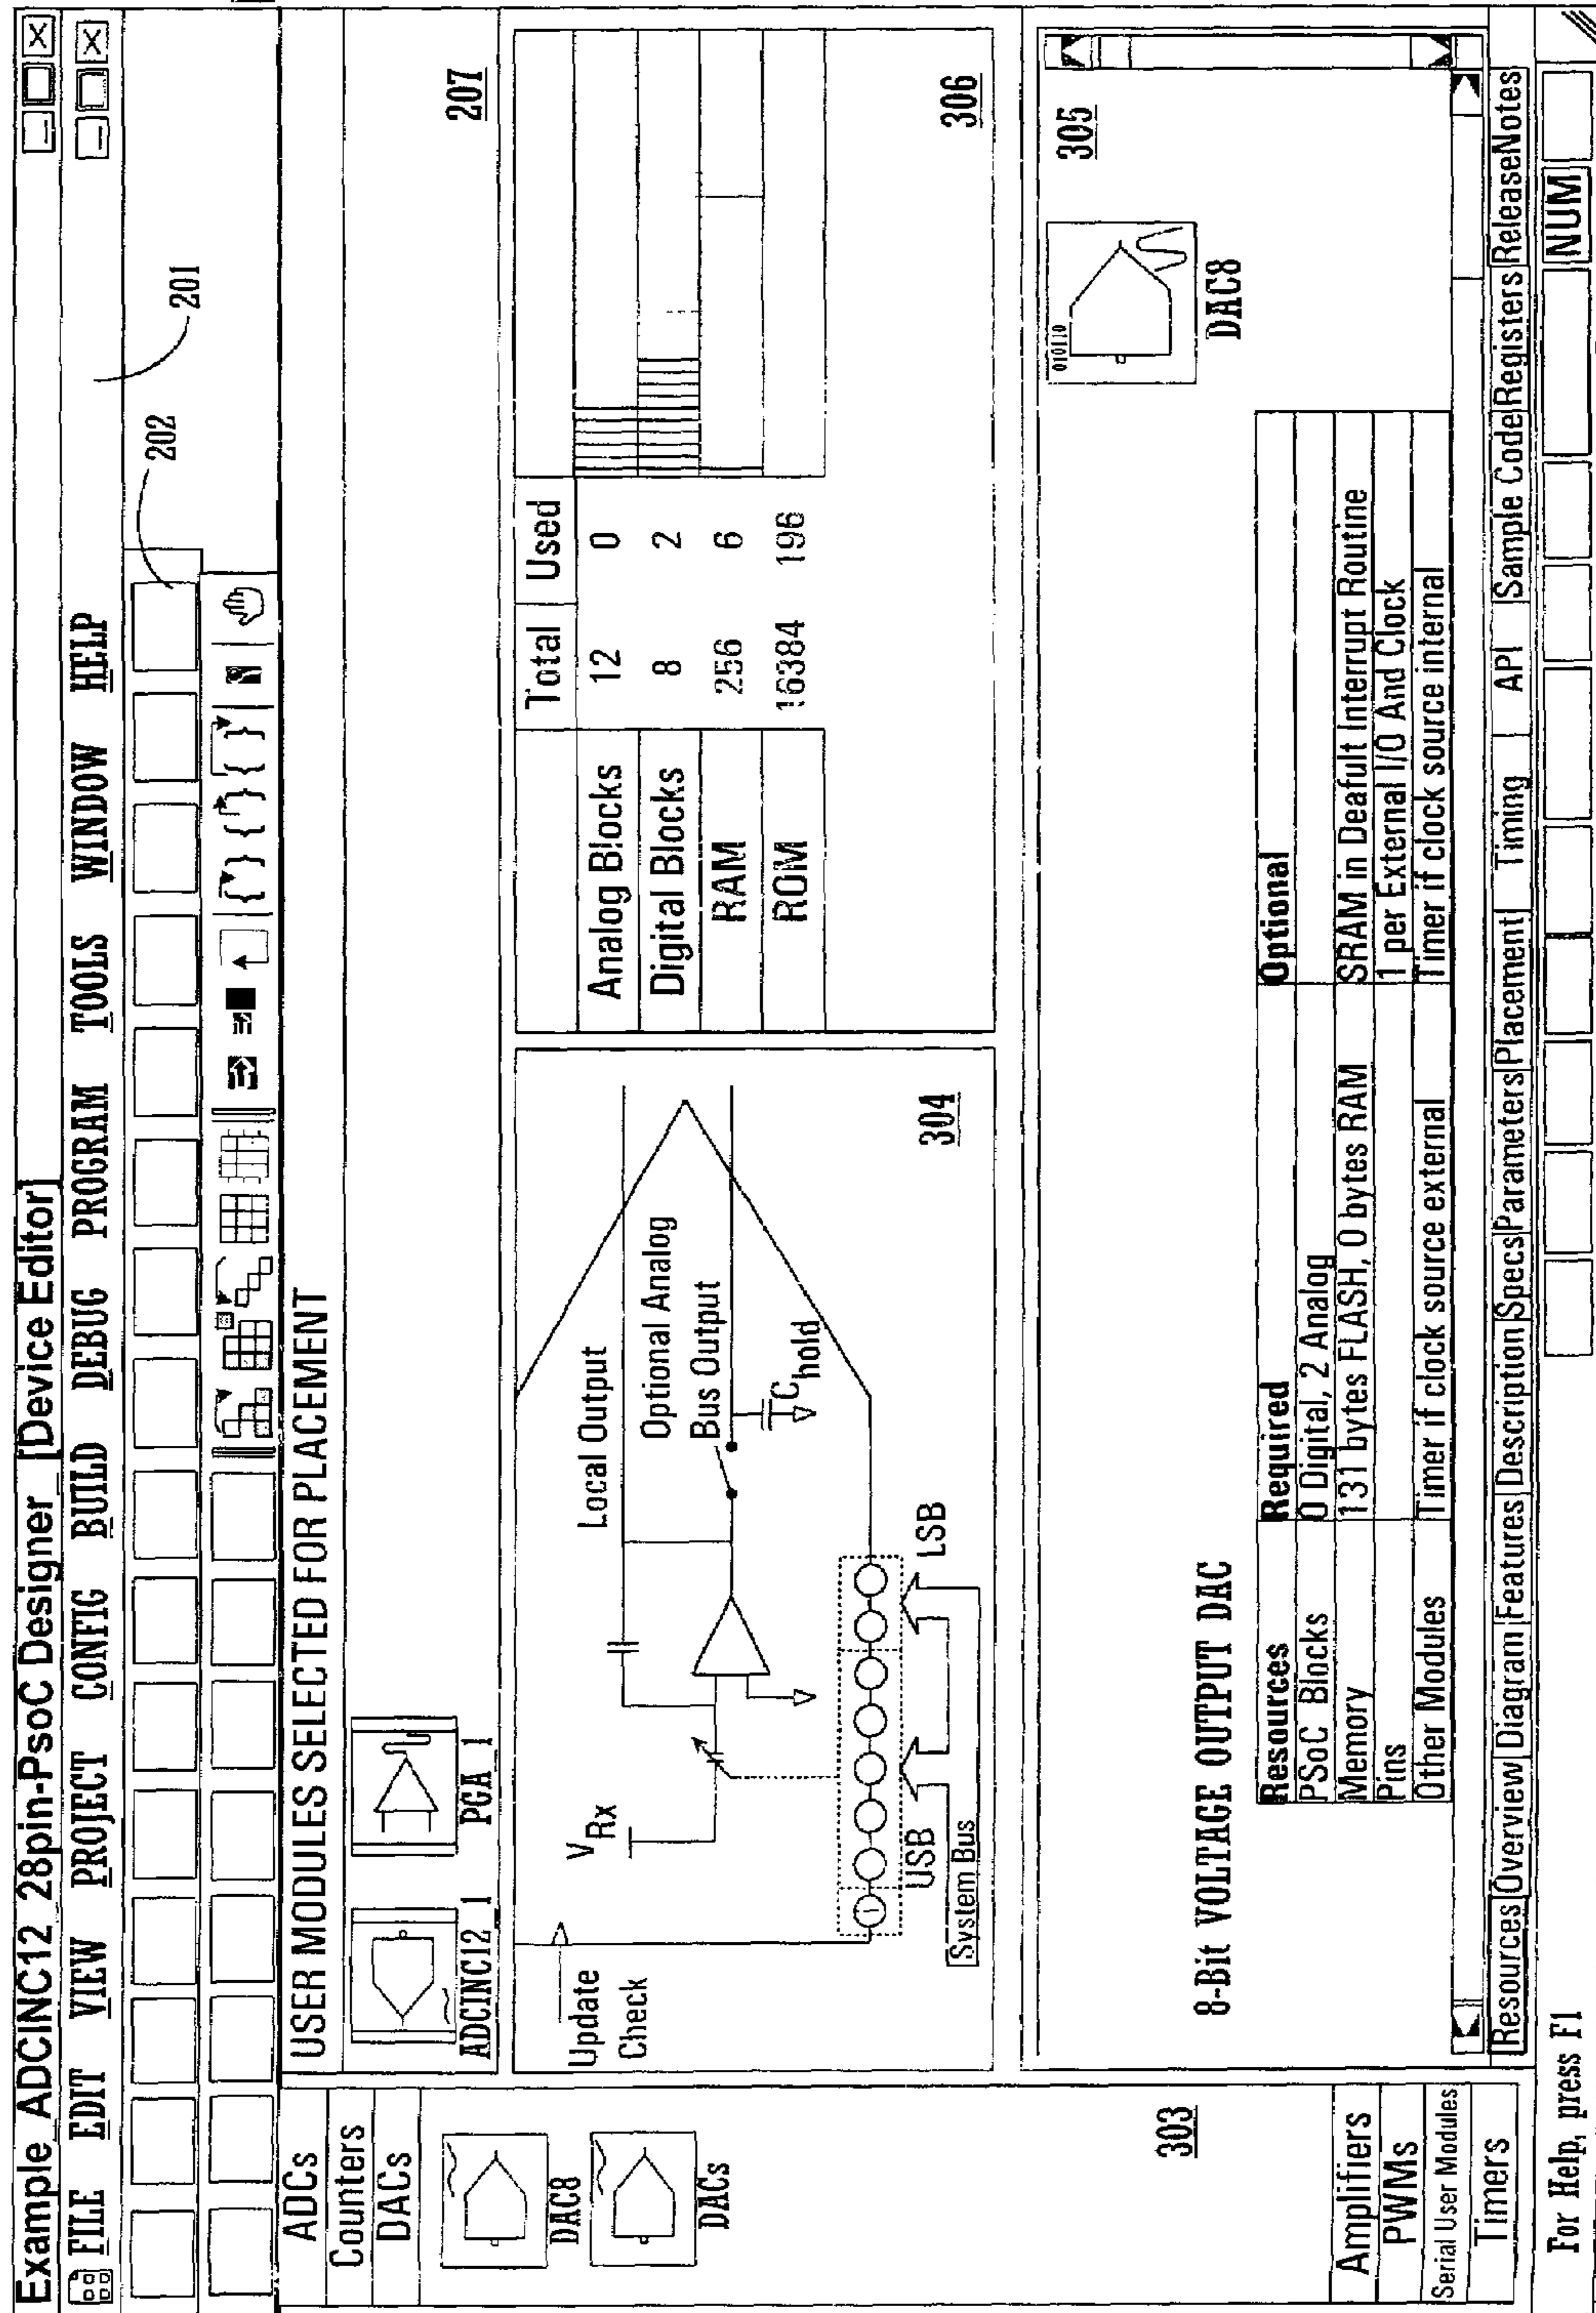 Example_ADCINC12_28pin-PsoC Designer_[Device Editor]
FILE EDIT VIEW PROJECT CONFIG BUILD DEBUG PROGRAM TOOLS WINDOW HELP
201
202
USER MODULES SELECTED FOR PLACEMENT
ADCINC12_1
PGA_1
207
ADCs
Counters
DACs
DAC8
DACs
303
Amplifiers
PWMs
Serial User Modules
Timers
Update
Check
V Rx
Local Output
Optional Analog
Bus Output
C hold
USB
LSB
System Bus
304
Total Used
Analog Blocks 12 0
Digital Blocks 8 2
RAM 256 6
ROM 16384 196
306
305
010110
DAC8
8-Bit VOLTAGE OUTPUT DAC
Resources Required Optional
PSoC Blocks 0 Digital, 2 Analog
Memory 131 bytes FLASH, 0 bytes RAM SRAM in Deafult Interrupt Routine
Pins 1 per External I/O And Clock
Other Modules Timer if clock source external Timer if clock source internal
Resources Overview Diagram Features Description Specs Parameters Placement Timing API Sample Code Registers ReleaseNotes
For Help, press F1
NUM